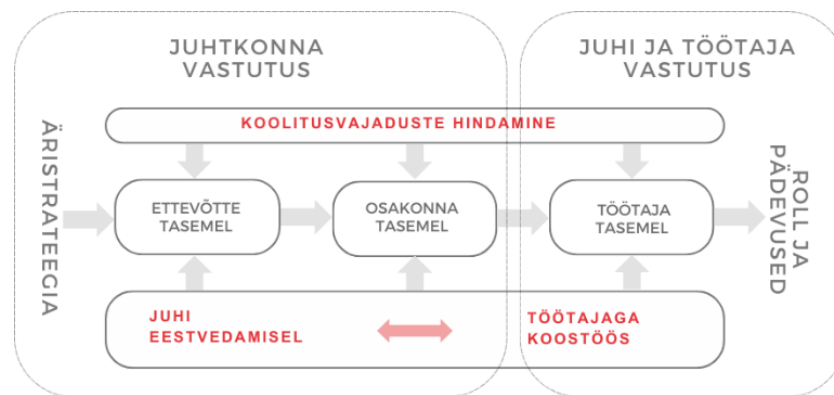 JUHTKONNA
VASTUTUS
JUHI JA TÖÖTAJA
VASTUTUS
ÄRISTRATEEGIA
KOOLITUSVAJADUSTE HINDAMINE
ETTEVÕTTE
TASEMEL
OSAKONNA
TASEMEL
TÖÖTAJA
TASEMEL
ROLL JA
PÄDEVUSED
JUHI
EESTVEDAMISEL
TÖÖTAJAGA
KOOSTÖÖS